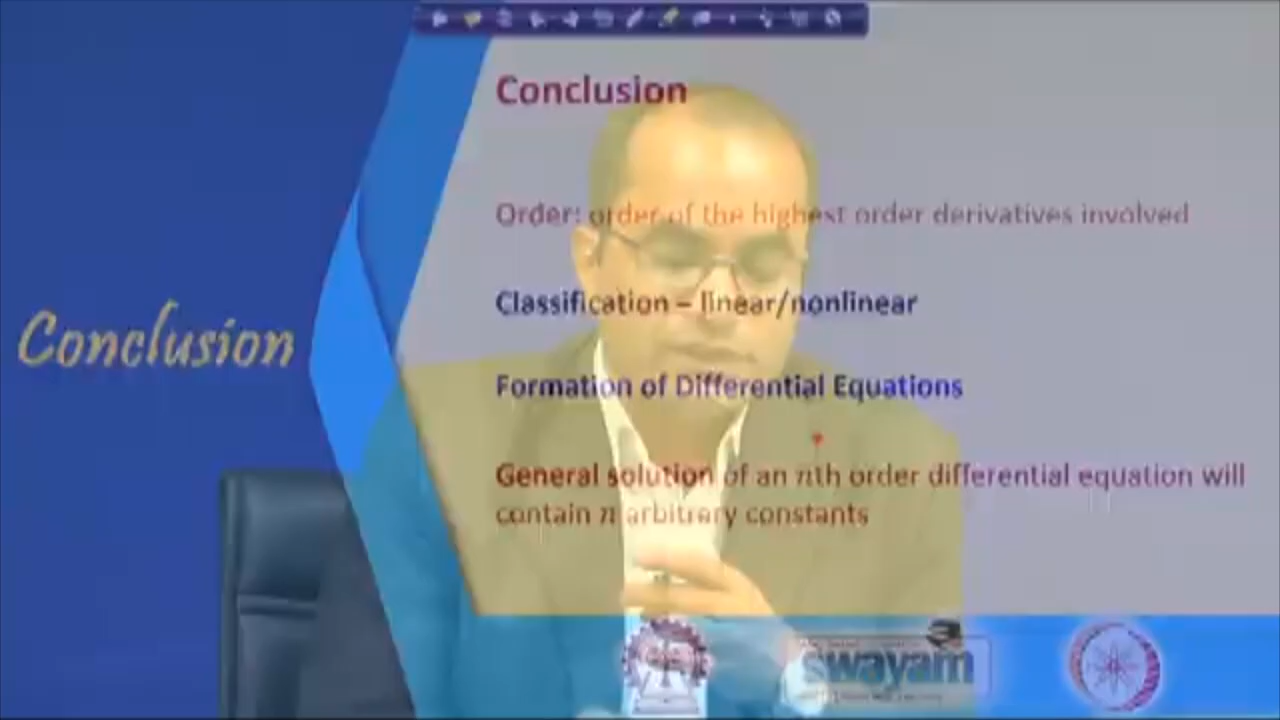 Conclusion
Conclusion
Order: order of the highest order derivatives involved
Classification – linear/nonlinear
Formation of Differential Equations
General solution of an nth order differential equation will
contain n arbitrary constants
swayam